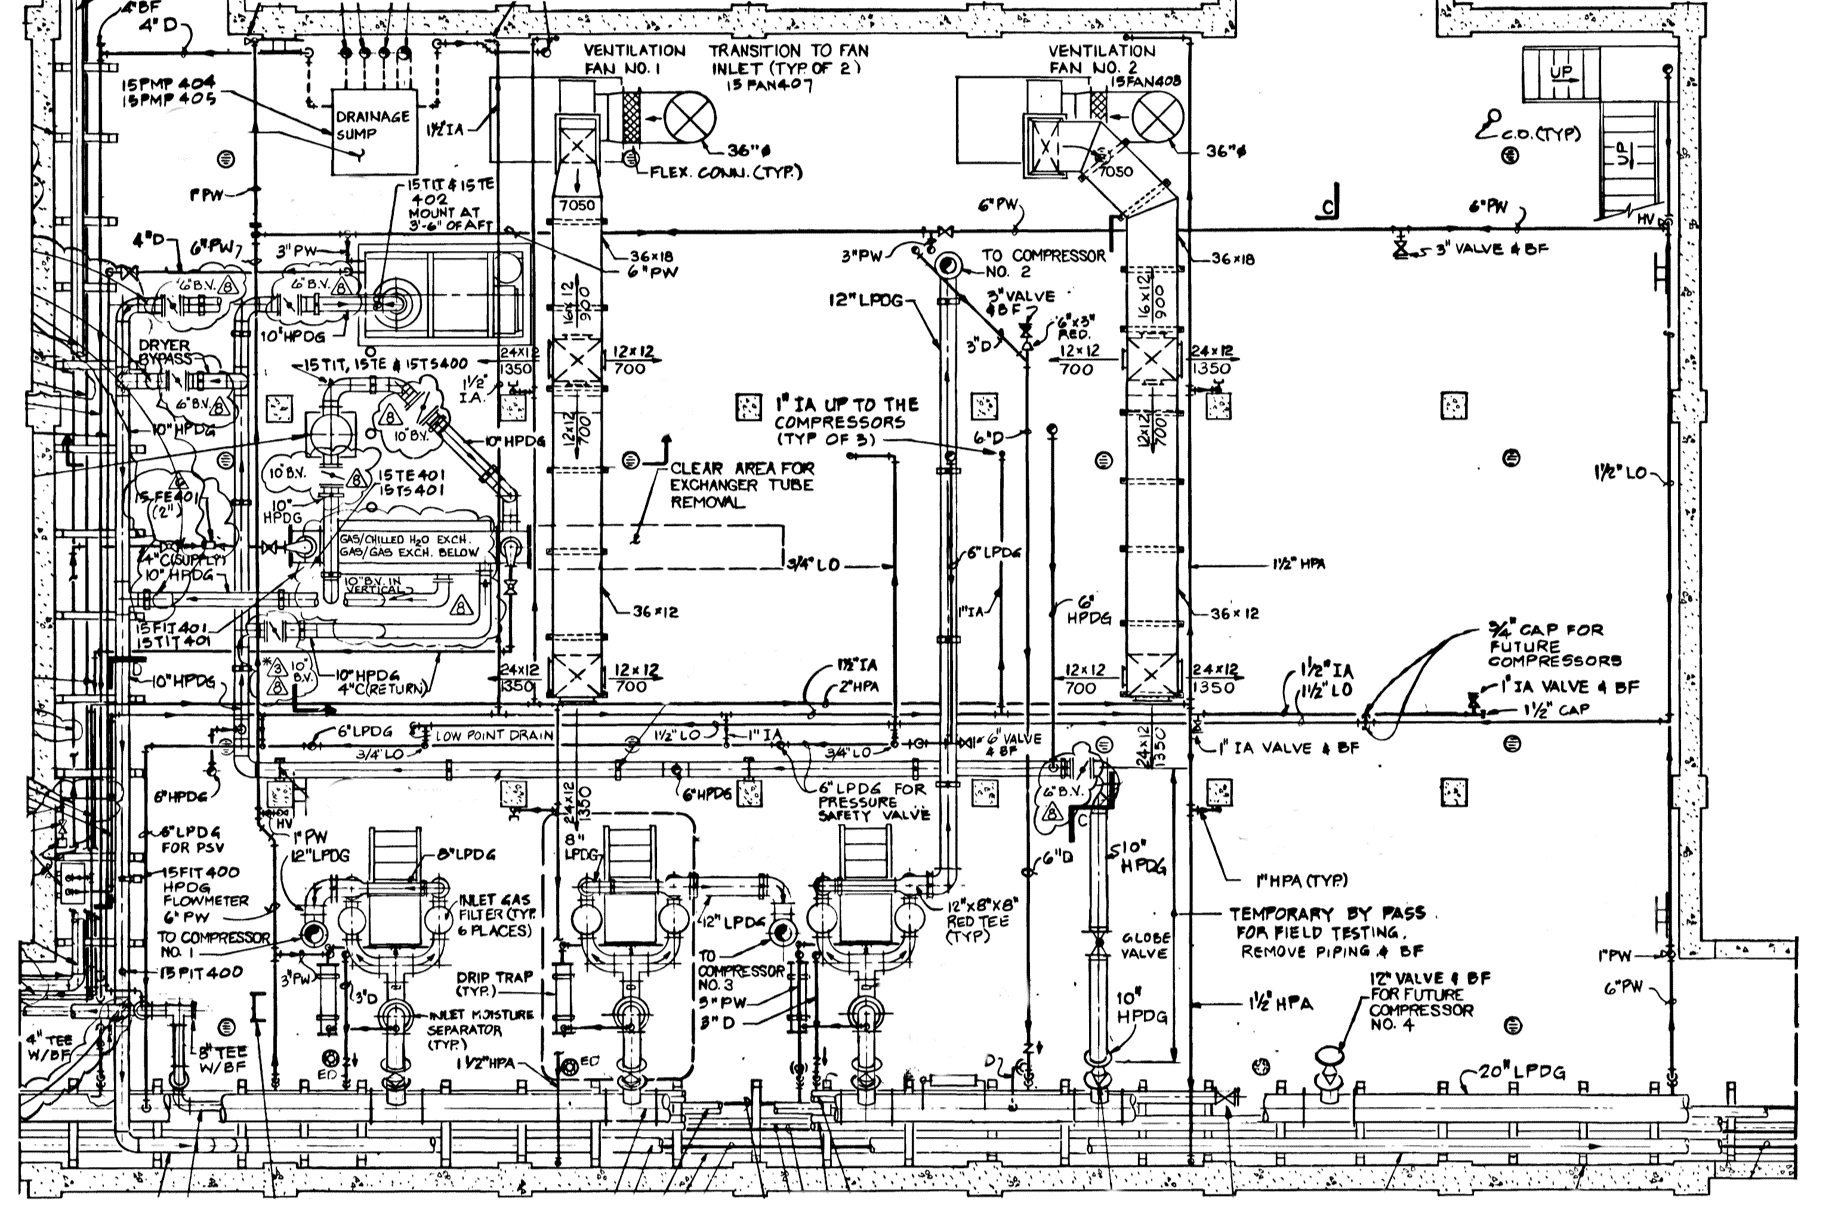 4"BF
4"D
15PMP 404
15PMP 405
DRAINAGE
SUMP
1½"IA
VENTILATION
FAN NO. 1
TRANSITION TO FAN
INLET (TYP. OF 2)
15FAN407
36"ø
FLEX. CONN. (TYP.)
VENTILATION
FAN NO. 2
15FAN408
36"ø
7050
UP
UP
C.O. (TYP)
HV
15TIT & 15TE
402
MOUNT AT
3'-6" OF AFT
7050
36×18
6"PW
6"PW
C
6"PW
3" VALVE & BF
4"D
6"PW
3"PW
6"B.V.
8
6"B.V.
8
10"HPDG
3"PW
TO COMPRESSOR
NO. 2
12"LPDG
3"VALVE
& BF
6"×3"
RED.
3"D
36×18
16×12
900
16×12
900
DRYER
BYPASS
6"B.V.
8
10"HPDG
15TIT, 15TE & 15TS400
1½"
I.A.
24×12
1350
12×12
700
12×12
700
24×12
1350
8
10"B.V.
10"HPDG
12×12
700
1" IA UP TO THE
COMPRESSORS
(TYP OF 3)
6"D
12×12
700
10"B.V.
8
15TE401
15TS401
CLEAR AREA FOR
EXCHANGER TUBE
REMOVAL
1½" LO
15FE401
(2")
10"
HPDG
GAS/CHILLED H₂O EXCH.
GAS/GAS EXCH. BELOW
4"C(SUPPLY)
10"HPDG
10"B.V. IN
VERTICAL
8
3/4" LO
6"LPDG
1"IA
6"
HPDG
1½" HPA
36×12
36×12
15FIT401
15TIT401
*
3
8
10"
B.V.
10"HPDG
10"HPDG
4"C(RETURN)
24×12
1350
12×12
700
1½"IA
2"HPA
12×12
700
24×12
1350
3/4" CAP FOR
FUTURE
COMPRESSORS
1½"IA
1½"LO
1" IA VALVE & BF
1½" CAP
6"LPDG
LOW POINT DRAIN
3/4"LO
1½"LO
1"IA
3/4"LO
6" VALVE
& BF
24×12
1350
1" IA VALVE & BF
6"HPDG
6"HPDG
24×12
1350
6" LPDG FOR
PRESSURE
SAFETY VALVE
6"B.V.
8
C
HV
1"PW
12"LPDG
6"LPDG
FOR PSV
8"LPDG
8"
LPDG
6"D
10"
HPDG
1"HPA (TYP.)
15FIT400
HPDG
FLOWMETER
6"PW
TO COMPRESSOR
NO. 1
15PIT400
INLET GAS
FILTER (TYP.
6 PLACES)
12" LPDG
12"×8"×8"
RED TEE
(TYP)
TEMPORARY BY PASS
FOR FIELD TESTING.
REMOVE PIPING & BF
GLOBE
VALVE
3"PW
3"D
DRIP TRAP
(TYP.)
TO
COMPRESSOR
NO. 3
3"PW
3"D
1"PW
6"PW
12" VALVE & BF
FOR FUTURE
COMPRESSOR
NO. 4
10"
HPDG
1½" HPA
INLET MOISTURE
SEPARATOR
(TYP.)
4" TEE
W/BF
8"TEE
W/BF
ED
1½"HPA
ED
D
20"LPDG